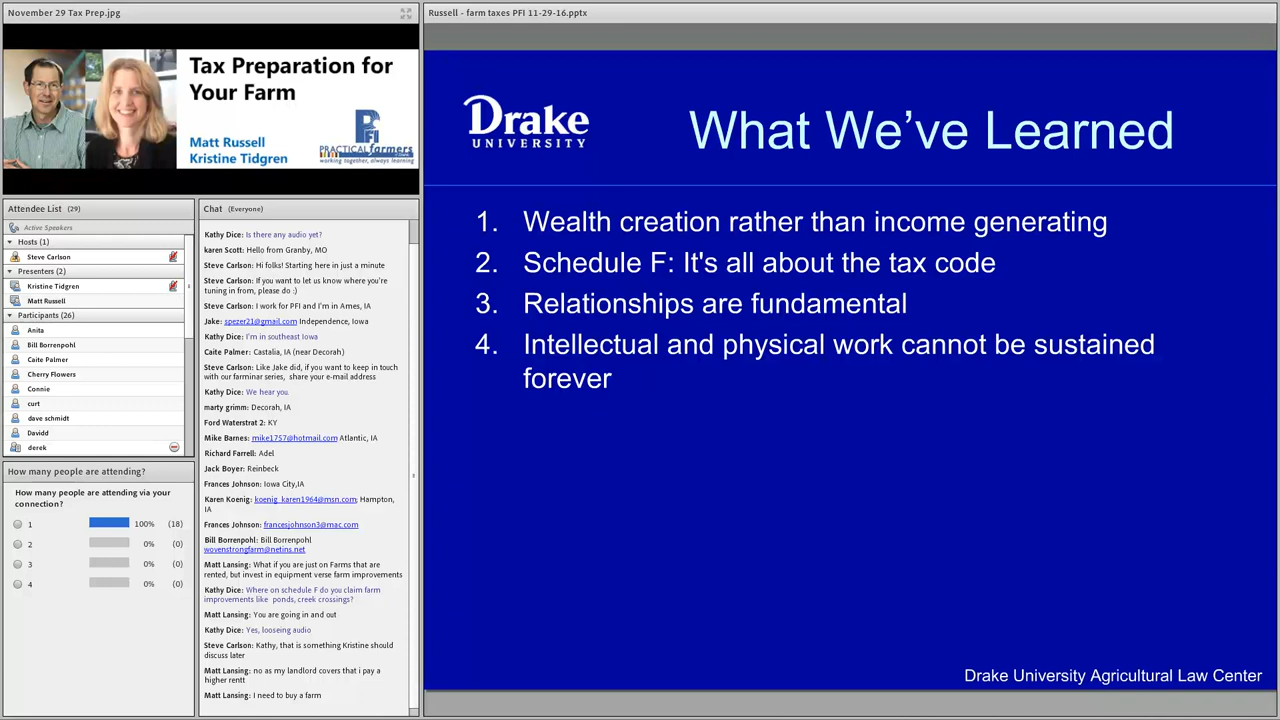 November 29 Tax Prep.jpg
Tax Preparation for
Your Farm
Matt Russell
Kristine Tidgren
PFI
PRACTICAL farmers
working together, always learning
Attendee List (29)
Active Speakers
Hosts (1)
Steve Carlson
Presenters (2)
Kristine Tidgren
Matt Russell
Participants (26)
Anita
Bill Borrenpohl
Caite Palmer
Cherry Flowers
Connie
curt
dave schmidt
Davidd
derek
How many people are attending?
How many people are attending via your
connection?
1 100% (18)
2 0% (0)
3 0% (0)
4 0% (0)
Chat (Everyone)
Kathy Dice: Is there any audio yet?
karen Scott: Hello from Granby, MO
Steve Carlson: Hi folks! Starting here in just a minute
Steve Carlson: If you want to let us know where you're
tuning in from, please do :)
Steve Carlson: I work for PFI and I'm in Ames, IA
Jake: spezer21@gmail.com Independence, Iowa
Kathy Dice: I'm in southeast Iowa
Caite Palmer: Castalia, IA (near Decorah)
Steve Carlson: Like Jake did, if you want to keep in touch
with our farminar series, share your e-mail address
Kathy Dice: We hear you.
marty grimm: Decorah, IA
Ford Waterstrat 2: KY
Mike Barnes: mike1757@hotmail.com Atlantic, IA
Richard Farrell: Adel
Jack Boyer: Reinbeck
Frances Johnson: Iowa City,IA
Karen Koenig: koenig_karen1964@msn.com; Hampton,
IA
Frances Johnson: francesjohnson3@mac.com
Bill Borrenpohl: Bill Borrenpohl
wovenstrongfarm@netins.net
Matt Lansing: What if you are just on Farms that are
rented, but invest in equipment verse farm improvements
Kathy Dice: Where on schedule F do you claim farm
improvements like ponds, creek crossings?
Matt Lansing: You are going in and out
Kathy Dice: Yes, looseing audio
Steve Carlson: Kathy, that is something Kristine should
discuss later
Matt Lansing: no as my landlord covers that i pay a
higher rentt
Matt Lansing: I need to buy a farm
Russell - farm taxes PFI 11-29-16.pptx
Drake
UNIVERSITY
What We've Learned
1. Wealth creation rather than income generating
2. Schedule F: It's all about the tax code
3. Relationships are fundamental
4. Intellectual and physical work cannot be sustained
forever
Drake University Agricultural Law Center